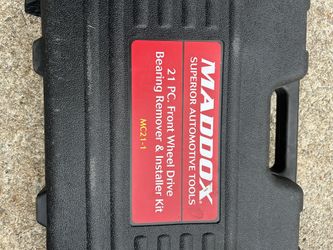 MADDOX
SUPERIOR AUTOMOTIVE TOOLS
21 PC. Front Wheel Drive
Bearing Remover & Installer Kit
MC21-1